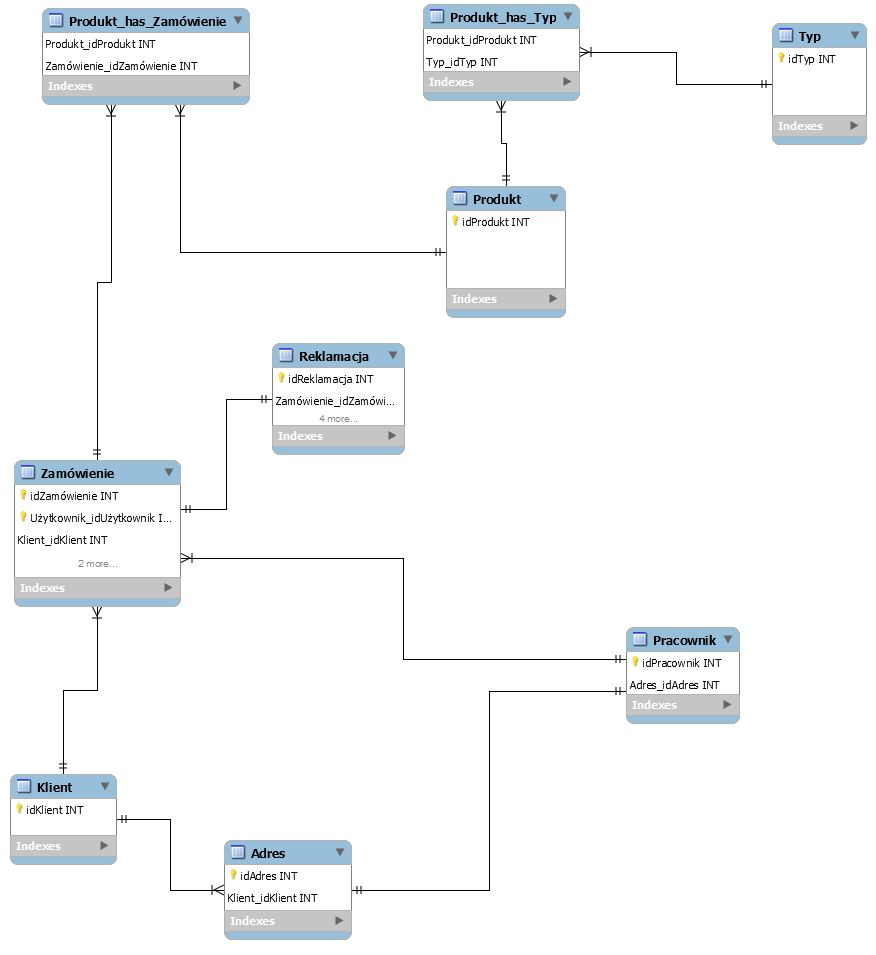 Produkt_has_Zamówienie
Produkt_idProdukt INT
Zamówienie_idZamówienie INT
Indexes
Produkt_has_Typ
Produkt_idProdukt INT
Typ_idTyp INT
Indexes
Typ
idTyp INT
Indexes
Produkt
idProdukt INT
Indexes
Reklamacja
idReklamacja INT
Zamówienie_idZamówi...
4 more...
Indexes
Zamówienie
idZamówienie INT
Użytkownik_idUżytkownik I...
Klient_idKlient INT
2 more...
Indexes
Pracownik
idPracownik INT
Adres_idAdres INT
Indexes
Klient
idKlient INT
Indexes
Adres
idAdres INT
Klient_idKlient INT
Indexes